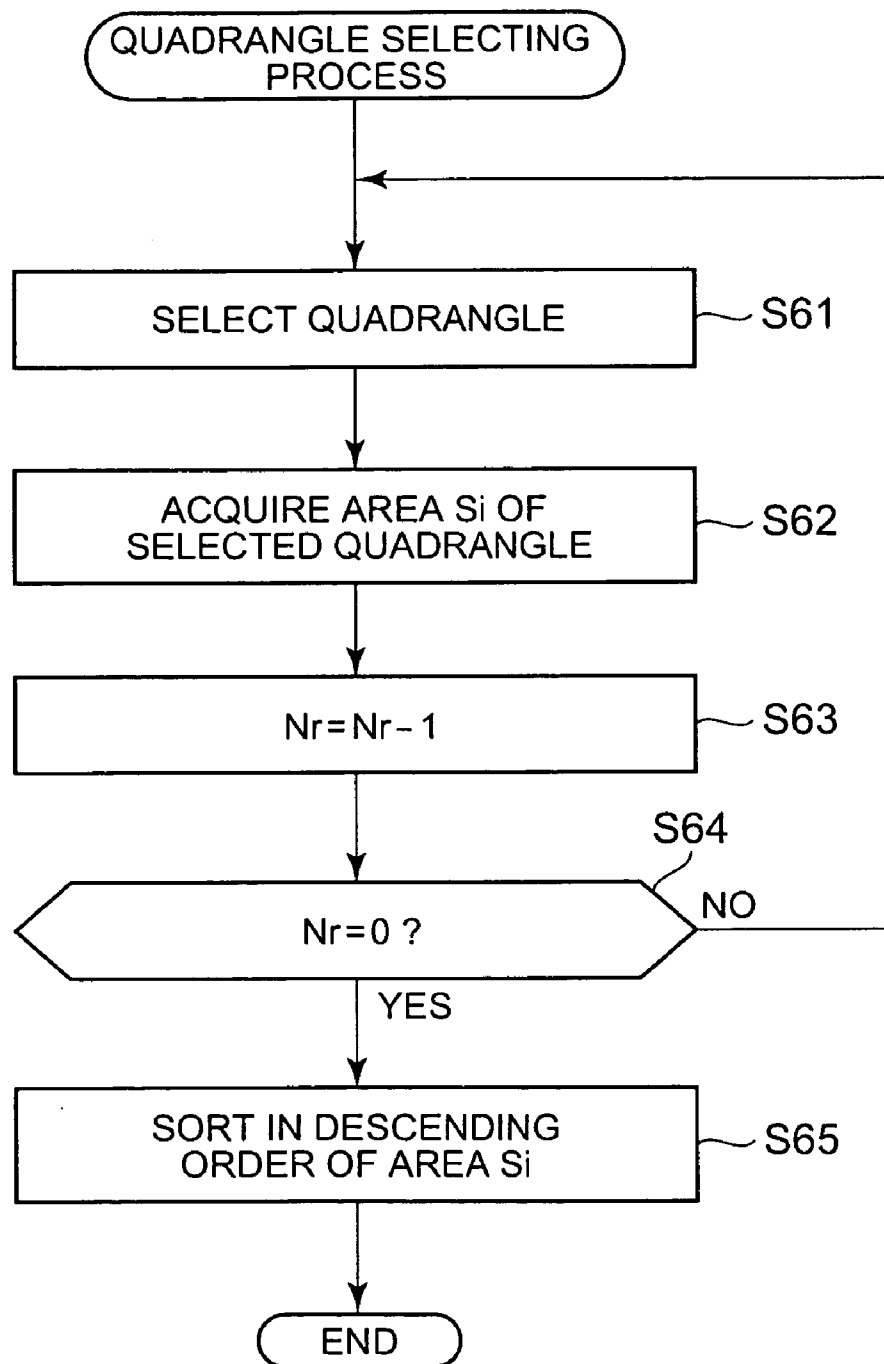 QUADRANGLE SELECTING
PROCESS
SELECT QUADRANGLE
S61
ACQUIRE AREA Si OF
SELECTED QUADRANGLE
S62
Nr=Nr-1
S63
S64
Nr=0 ?
NO
YES
SORT IN DESCENDING
ORDER OF AREA Si
S65
END